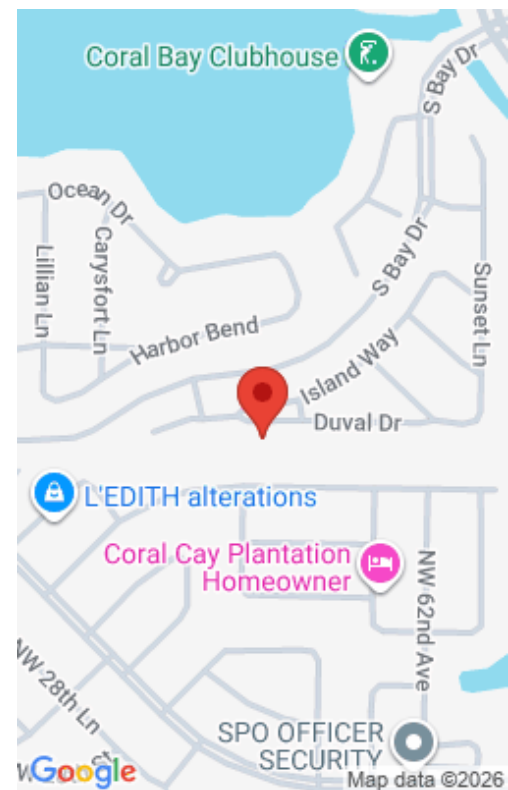 Coral Bay Clubhouse
S Bay Dr
Ocean Dr
Carysfort Ln
Lillian Ln
S Bay Dr
Sunset Ln
Harbor Bend
Island Way
Duval Dr
L'EDITH alterations
Coral Cay Plantation
Homeowner
NW 62nd Ave
NW 28th Ln
SPO OFFICER
SECURITY
Google
Map data ©2026